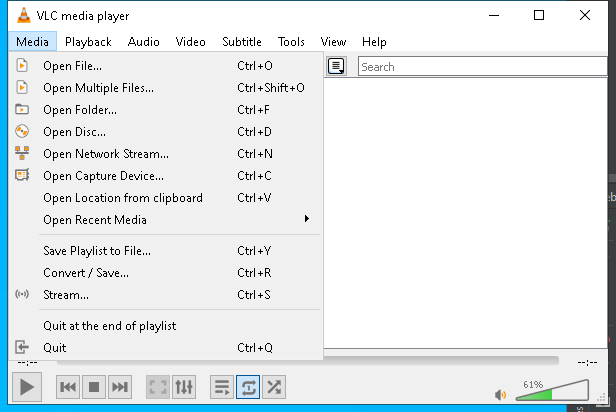 VLC media player
Media Playback Audio Video Subtitle Tools View Help
Open File... Ctrl+O
Open Multiple Files... Ctrl+Shift+O
Open Folder... Ctrl+F
Open Disc... Ctrl+D
Open Network Stream... Ctrl+N
Open Capture Device... Ctrl+C
Open Location from clipboard Ctrl+V
Open Recent Media
Save Playlist to File... Ctrl+Y
Convert / Save... Ctrl+R
Stream... Ctrl+S
Quit at the end of playlist
Quit Ctrl+Q
Search
--:-- --:--
61%